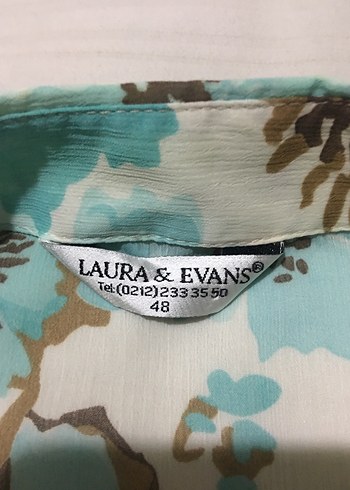 LAURA & EVANS®
Tel:(0212)233 35 50
48